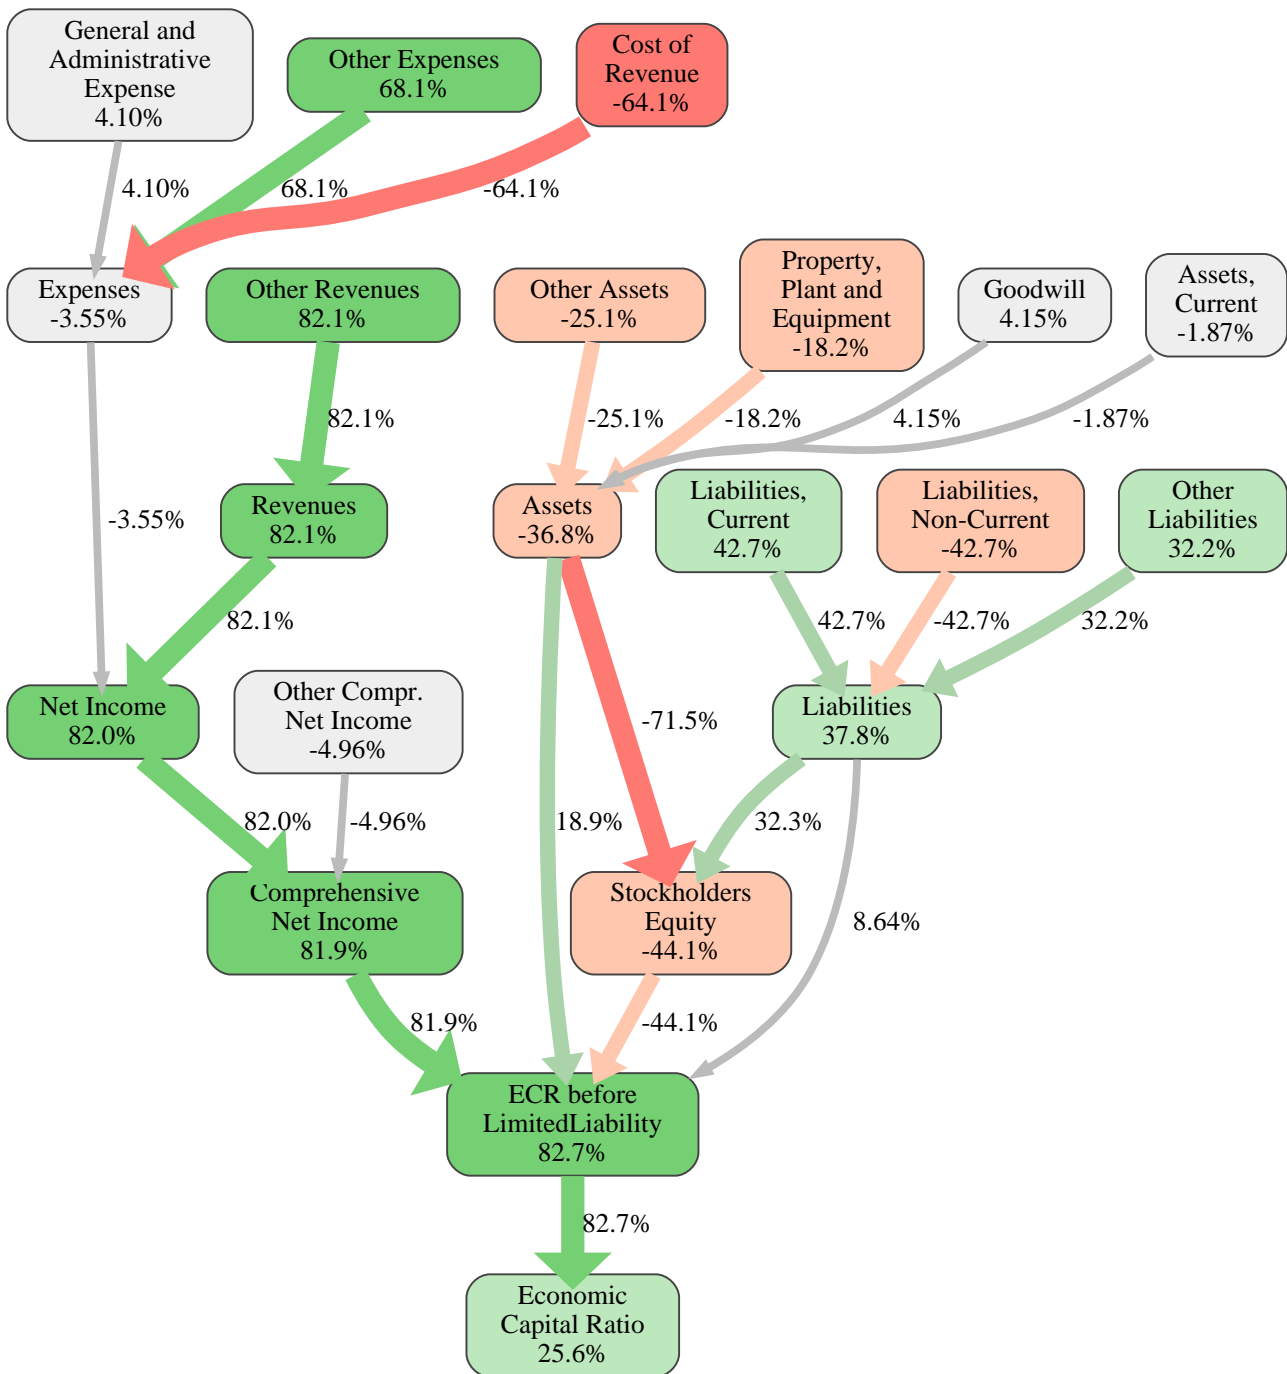 General and
Administrative
Expense
4.10%
Other Expenses
68.1%
Cost of
Revenue
-64.1%
4.10%
68.1%
-64.1%
Expenses
-3.55%
Other Revenues
82.1%
Other Assets
-25.1%
Property,
Plant and
Equipment
-18.2%
Goodwill
4.15%
Assets,
Current
-1.87%
82.1%
-25.1%
-18.2%
4.15%
-1.87%
-3.55%
Revenues
82.1%
Assets
-36.8%
Liabilities,
Current
42.7%
Liabilities,
Non-Current
-42.7%
Other
Liabilities
32.2%
82.1%
42.7%
-42.7%
32.2%
Net Income
82.0%
Other Compr.
Net Income
-4.96%
-71.5%
Liabilities
37.8%
82.0%
-4.96%
18.9%
32.3%
Comprehensive
Net Income
81.9%
Stockholders
Equity
-44.1%
8.64%
81.9%
-44.1%
ECR before
LimitedLiability
82.7%
82.7%
Economic
Capital Ratio
25.6%